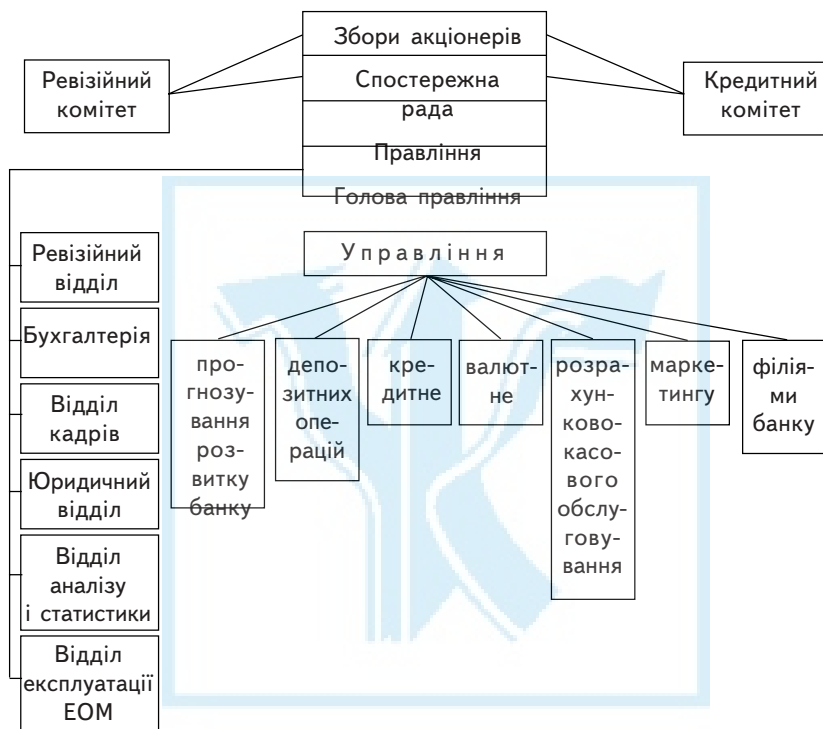 Збори акціонерів
Спостережна
рада
Правління
Голова правління
Ревізійний
комітет
Кредитний
комітет
Управління
Ревізійний
відділ
Бухгалтерія
Відділ
кадрів
Юридичний
відділ
Відділ
аналізу
і статистики
Відділ
експлуатації
ЕОМ
про-
гнозу-
вання
роз-
витку
банку
депо-
зитних
опе-
рацій
кре-
дитне
валют-
не
розра-
хун-
ково-
касо-
вого
обслу-
гову-
вання
марке-
тингу
філія-
ми
банку